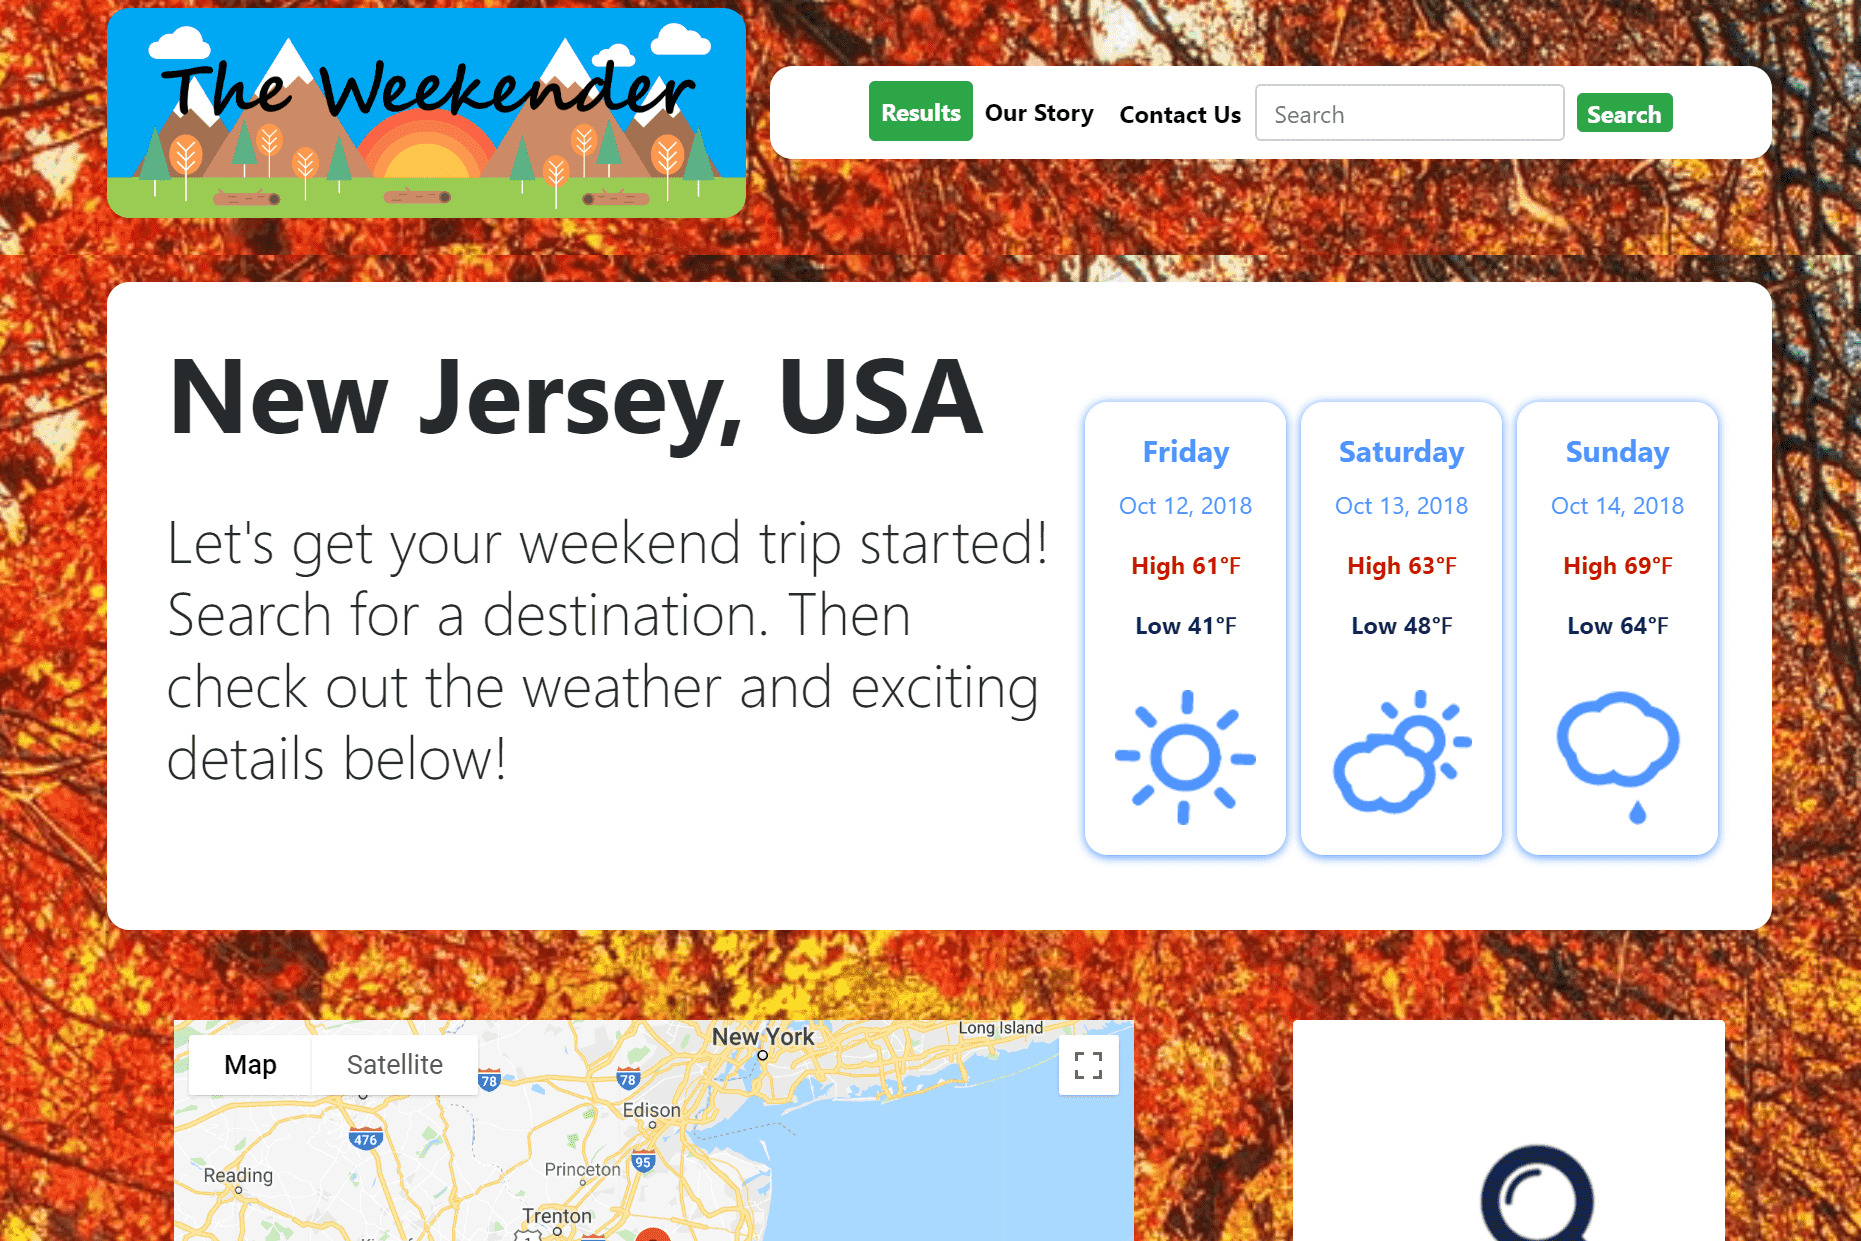 The Weekender
Results Our Story Contact Us Search Search
New Jersey, USA
Let's get your weekend trip started!
Search for a destination. Then
check out the weather and exciting
details below!
Friday
Oct 12, 2018
High 61°F
Low 41°F
Saturday
Oct 13, 2018
High 63°F
Low 48°F
Sunday
Oct 14, 2018
High 69°F
Low 64°F
Map Satellite
New York
Long Island
78
78
Edison
476
Princeton
95
Reading
Trenton
1